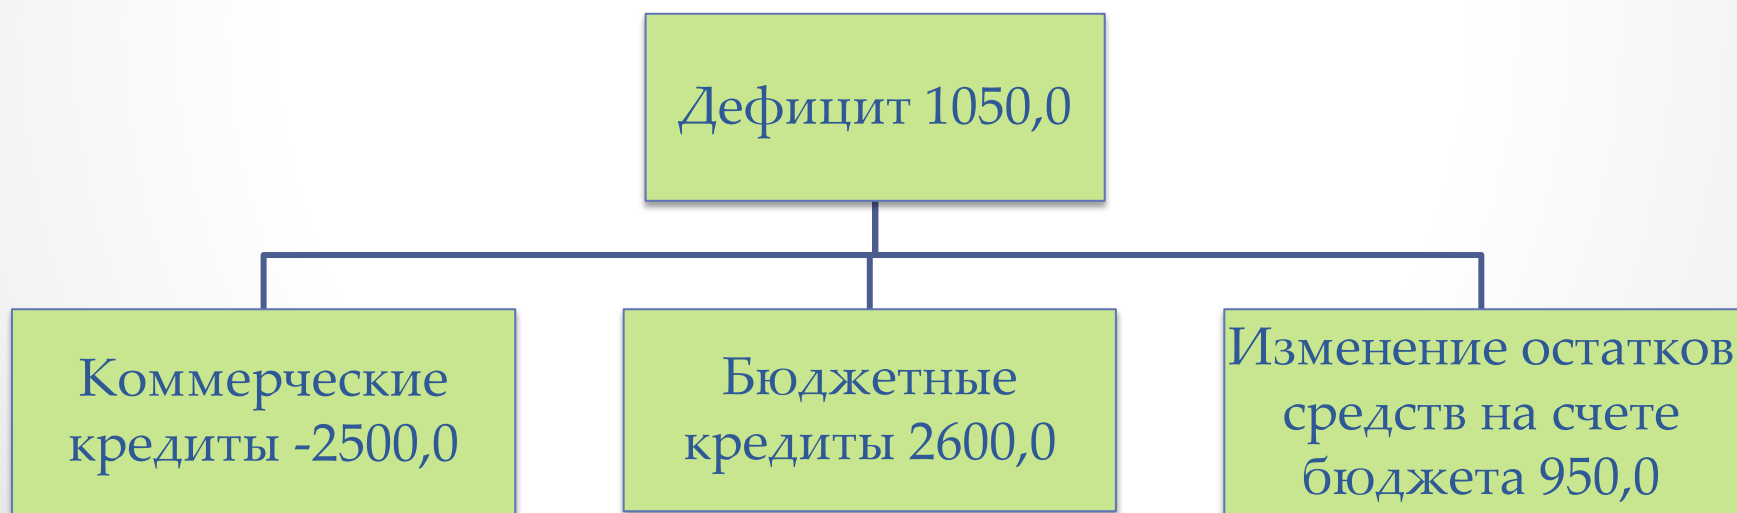 Дефицит 1050,0
Коммерческие
кредиты -2500,0
Бюджетные
кредиты 2600,0
Изменение остатков
средств на счете
бюджета 950,0